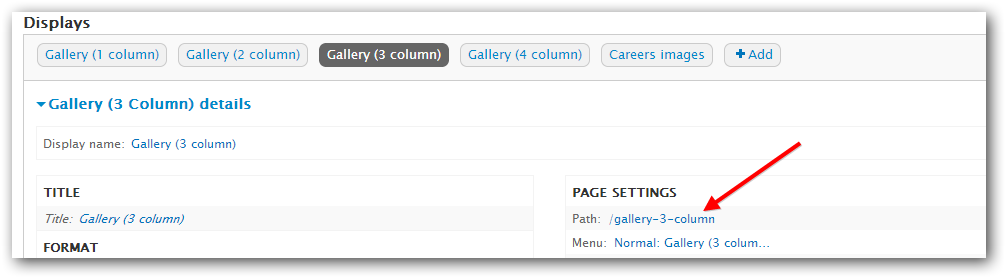 Displays
Gallery (1 column) Gallery (2 column) Gallery (3 column) Gallery (4 column) Careers images +Add
Gallery (3 Column) details
Display name: Gallery (3 column)
TITLE
Title: Gallery (3 column)
FORMAT
PAGE SETTINGS
Path: /gallery-3-column
Menu: Normal: Gallery (3 colum...